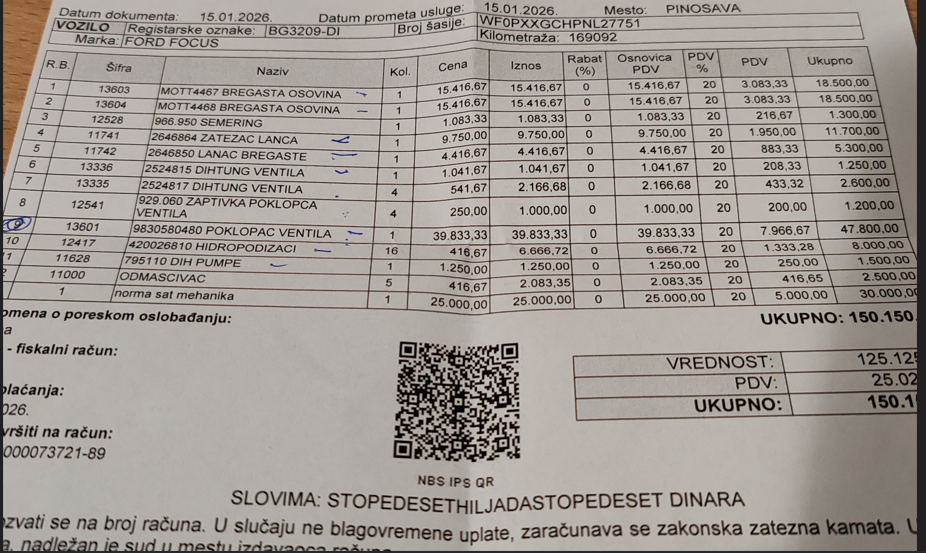 Datum dokumenta: 15.01.2026. Datum prometa usluge: 15.01.2026. Mesto: PINOSAVA
VOZILO Registarske oznake: BG3209-DI Broj šasije: WF0PXXGCHPNL27751
Marka: FORD FOCUS Kilometraža: 169092
R.B. Šifra Naziv Kol. Cena Iznos Rabat (%) Osnovica PDV PDV % PDV Ukupno
1 13603 MOTT4467 BREGASTA OSOVINA 1 15.416,67 15.416,67 0 15.416,67 20 3.083,33 18.500,00
2 13604 MOTT4468 BREGASTA OSOVINA 1 15.416,67 15.416,67 0 15.416,67 20 3.083,33 18.500,00
3 12528 966.950 SEMERING 1 1.083,33 1.083,33 0 1.083,33 20 216,67 1.300,00
4 11741 2646864 ZATEZAC LANCA 1 9.750,00 9.750,00 0 9.750,00 20 1.950,00 11.700,00
5 11742 2646850 LANAC BREGASTE 1 4.416,67 4.416,67 0 4.416,67 20 883,33 5.300,00
6 13336 2524815 DIHTUNG VENTILA 1 1.041,67 1.041,67 0 1.041,67 20 208,33 1.250,00
7 13335 2524817 DIHTUNG VENTILA 4 541,67 2.166,68 0 2.166,68 20 433,32 2.600,00
8 12541 929.060 ZAPTIVKA POKLOPCA VENTILA 4 250,00 1.000,00 0 1.000,00 20 200,00 1.200,00
9 13601 9830580480 POKLOPAC VENTILA 1 39.833,33 39.833,33 0 39.833,33 20 7.966,67 47.800,00
10 12417 420026810 HIDROPODIZACI 16 416,67 6.666,72 0 6.666,72 20 1.333,28 8.000,00
1 11628 795110 DIH PUMPE 1 1.250,00 1.250,00 0 1.250,00 20 250,00 1.500,00
2 11000 ODMASCIVAC 5 416,67 2.083,35 0 2.083,35 20 416,65 2.500,00
1 norma sat mehanika 1 25.000,00 25.000,00 0 25.000,00 20 5.000,00 30.000,00
omena o poreskom oslobađanju: UKUPNO: 150.150
a
- fiskalni račun:
VREDNOST: 125.125
plaćanja: PDV: 25.02
026. UKUPNO: 150.1
vršiti na račun:
000073721-89
NBS IPS QR
SLOVIMA: STOPEDESETHILJADASTOPEDESET DINARA
ozvati se na broj računa. U slučaju ne blagovremene uplate, zaračunava se zakonska zatezna kamata. U
a, nadležan je sud u mestu izdavaoca računa.